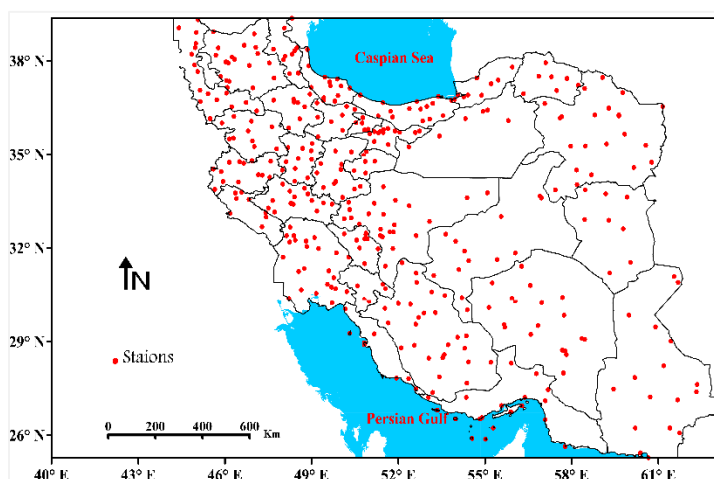 38° N
Caspian Sea
35° N
32° N
N
29° N
Staions
0 100 200 400 600
Km
Persian Gulf
26° N
40° E 43° E 46° E 49° E 52° E 55° E 58° E 61° E